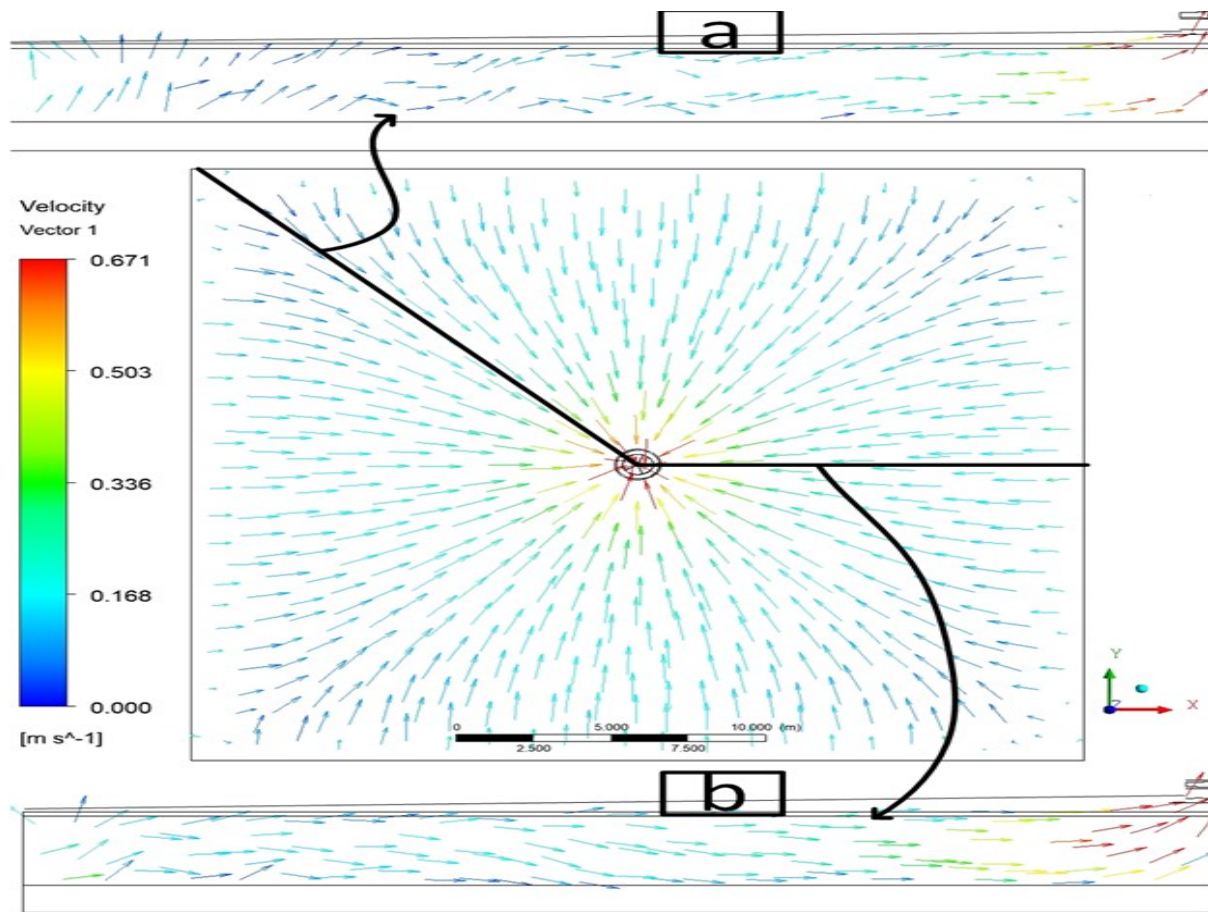 a
Velocity
Vector 1
0.671
0.503
0.336
0.168
0.000
[m s^-1]
0 5.000 10.000 (m)
2.500 7.500
Y
X
Z
b